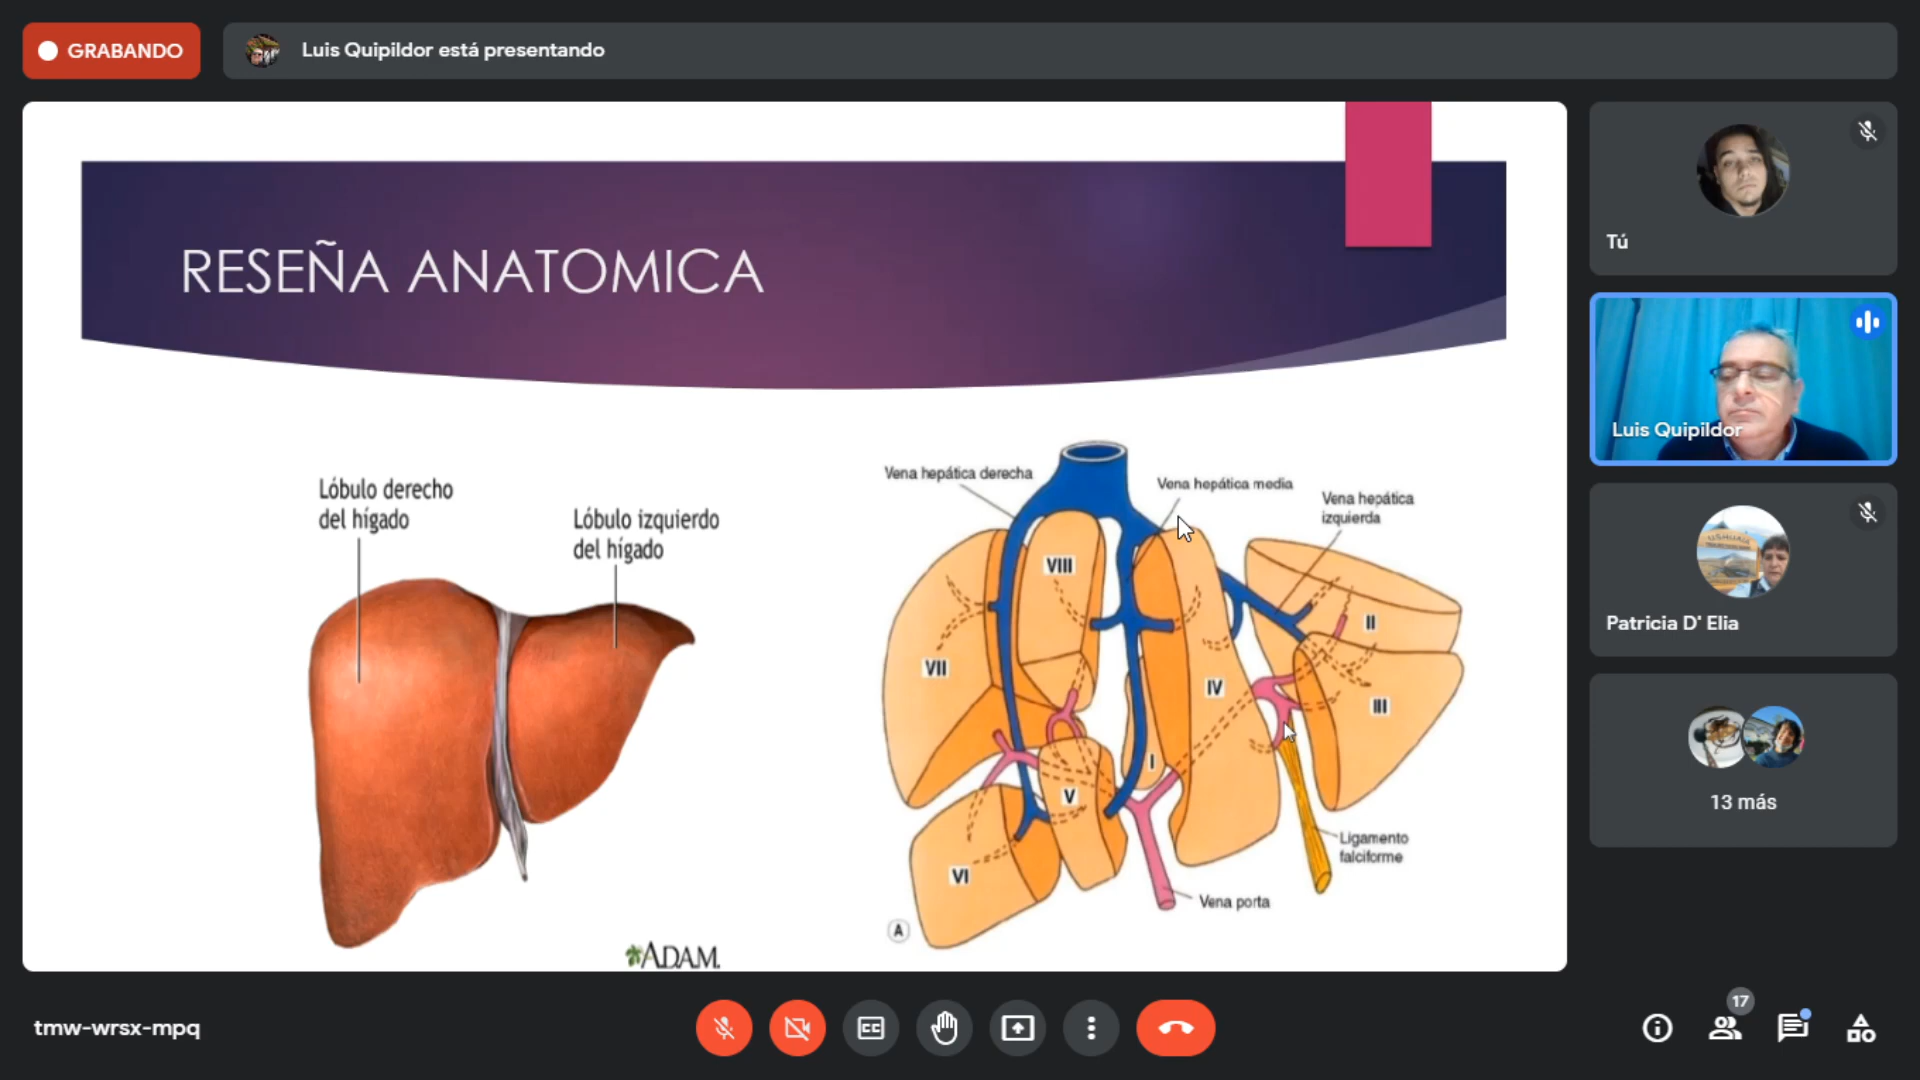 GRABANDO
Luis Quipildor está presentando
RESEÑA ANATOMICA
Lóbulo derecho
del hígado
Lóbulo izquierdo
del hígado
ADAM.
Vena hepática derecha
Vena hepática media
Vena hepática
izquierda
VIII
VII
II
IV
III
I
V
VI
Ligamento
falciforme
Vena porta
A
Tú
Luis Quipildor
USHUAIA
Patricia D' Elia
13 más
tmw-wrsx-mpq
CC
17